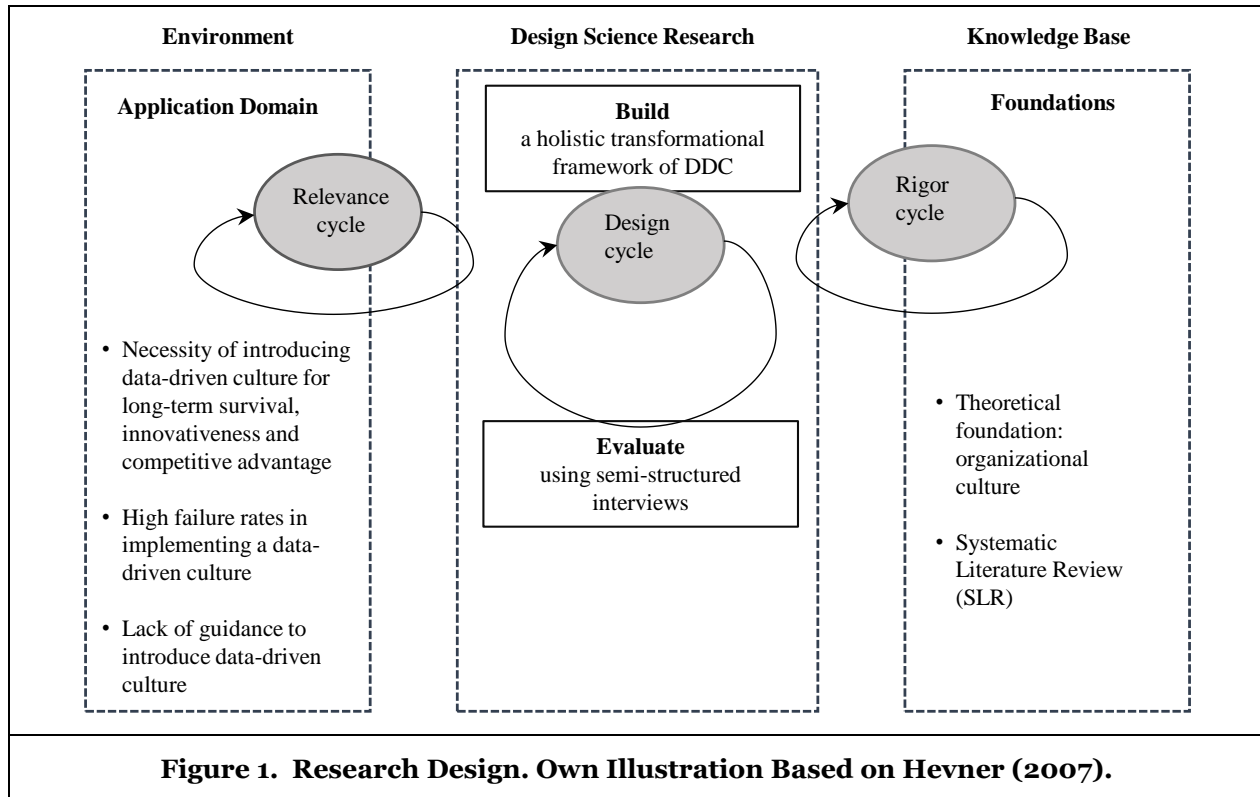 Environment
Design Science Research
Knowledge Base
Application Domain
Relevance
cycle
• Necessity of introducing
data-driven culture for
long-term survival,
innovativeness and
competitive advantage
• High failure rates in
implementing a data-
driven culture
• Lack of guidance to
introduce data-driven
culture
Build
a holistic transformational
framework of DDC
Design
cycle
Evaluate
using semi-structured
interviews
Foundations
Rigor
cycle
• Theoretical
foundation:
organizational
culture
• Systematic
Literature Review
(SLR)
Figure 1. Research Design. Own Illustration Based on Hevner (2007).